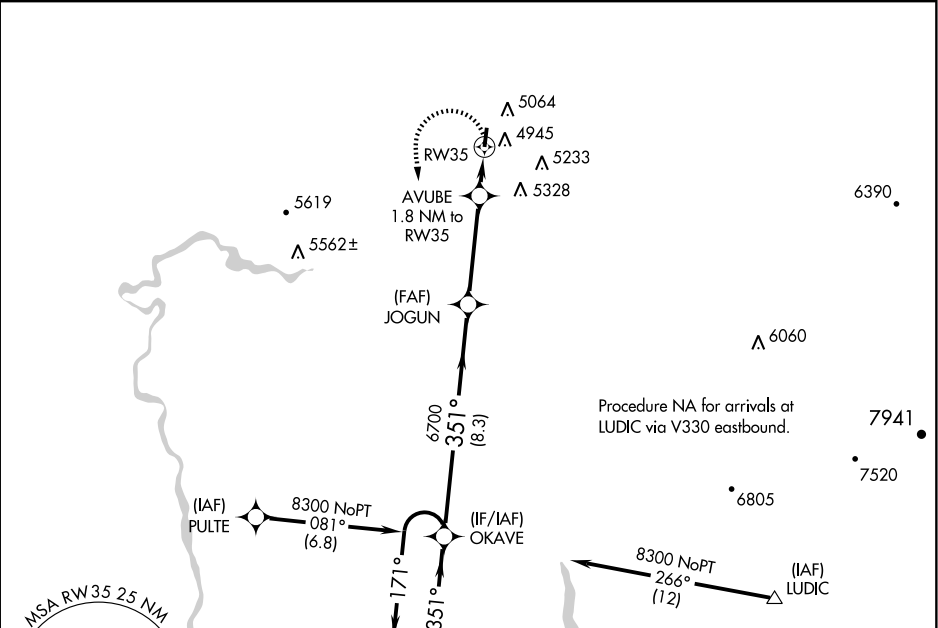 5064
4945
RW35
5233
5328
AVUBE
1.8 NM to
RW35
6390
5619
5562±
(FAF)
JOGUN
6060
6700
351°
(8.3)
Procedure NA for arrivals at
LUDIC via V330 eastbound.
7941
7520
6805
(IAF)
PULTE
8300 NoPT
081°
(6.8)
(IF/IAF)
OKAVE
8300 NoPT
266°
(12)
(IAF)
LUDIC
171°
351°
MSA RW35 25 NM